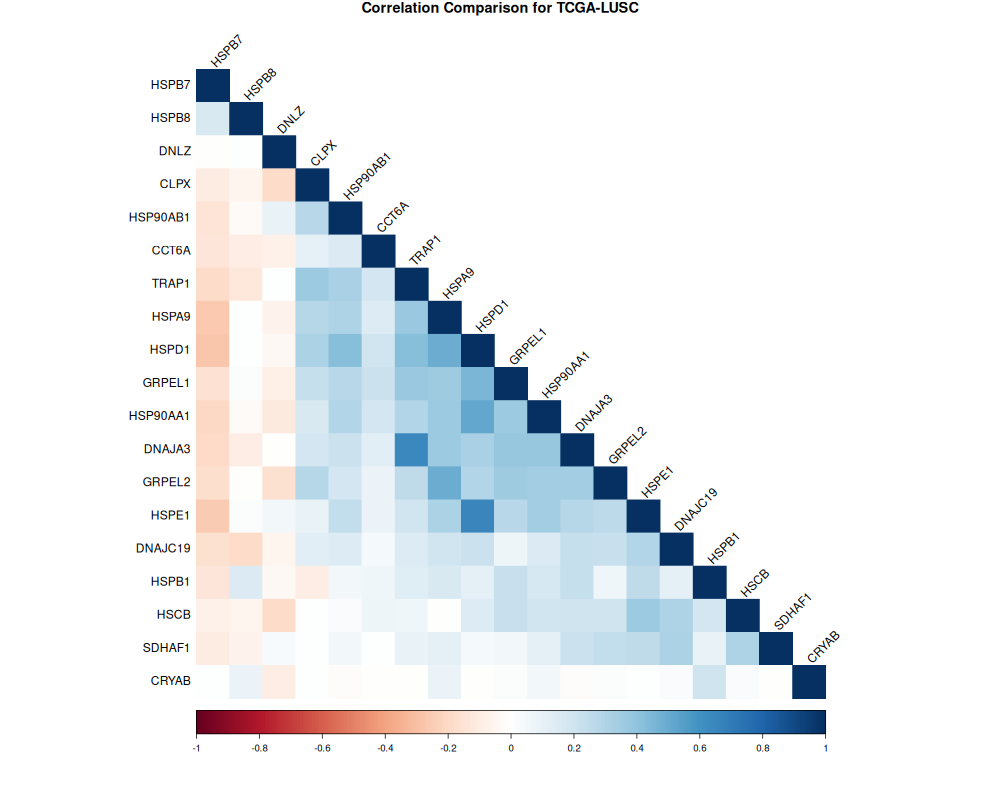 Correlation Comparison for TCGA-LUSC
HSPB7
HSPB8
DNLZ
CLPX
HSP90AB1
CCT6A
TRAP1
HSPA9
HSPD1
GRPEL1
HSP90AA1
DNAJA3
GRPEL2
HSPE1
DNAJC19
HSPB1
HSCB
SDHAF1
CRYAB
HSPB7
HSPB8
DNLZ
CLPX
HSP90AB1
CCT6A
TRAP1
HSPA9
HSPD1
GRPEL1
HSP90AA1
DNAJA3
GRPEL2
HSPE1
DNAJC19
HSPB1
HSCB
SDHAF1
CRYAB
-1 -0.8 -0.6 -0.4 -0.2 0 0.2 0.4 0.6 0.8 1